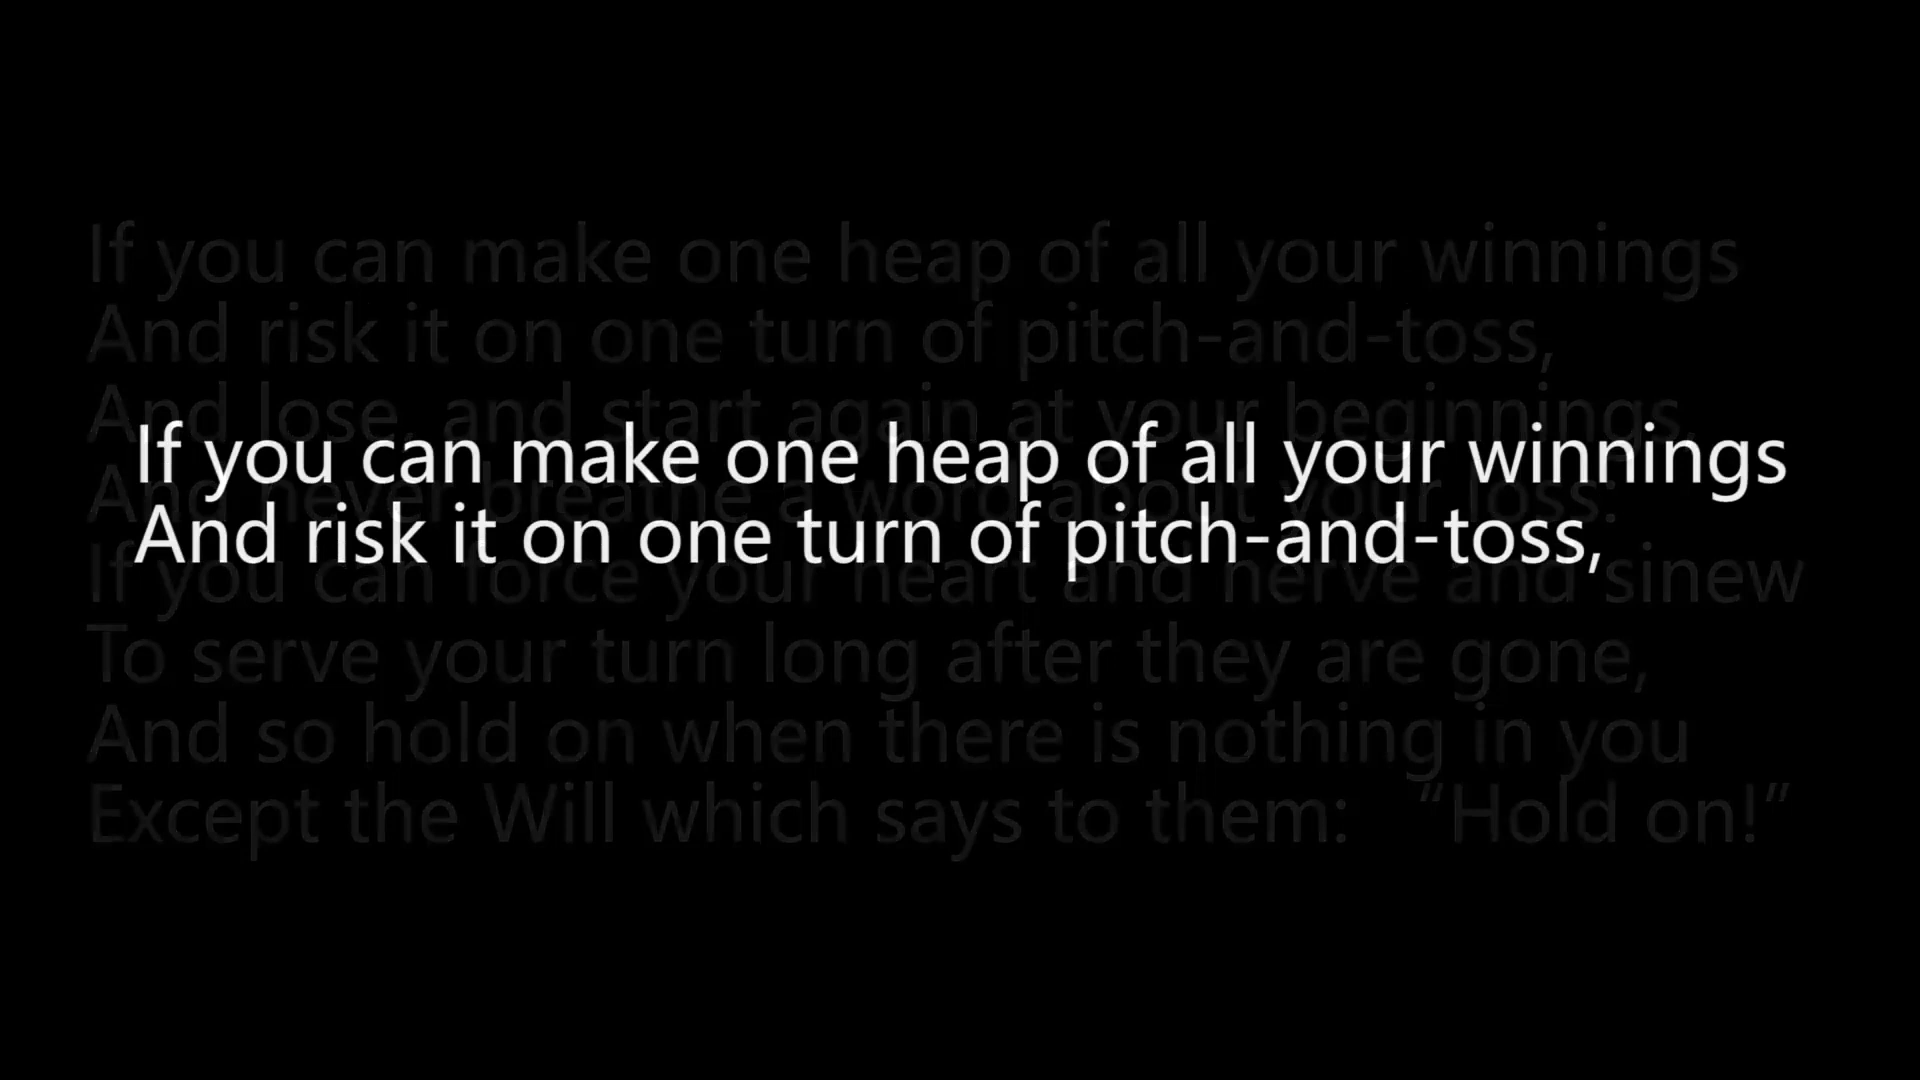 If you can make one heap of all your winnings
And risk it on one turn of pitch-and-toss,
And lose, and start again at your beginnings
If you can make one heap of all your winnings
And never breathe a word about your loss:
And risk it on one turn of pitch-and-toss,
If you can force your heart and nerve and sinew
To serve your turn long after they are gone,
And so hold on when there is nothing in you
Except the Will which says to them: “Hold on!”